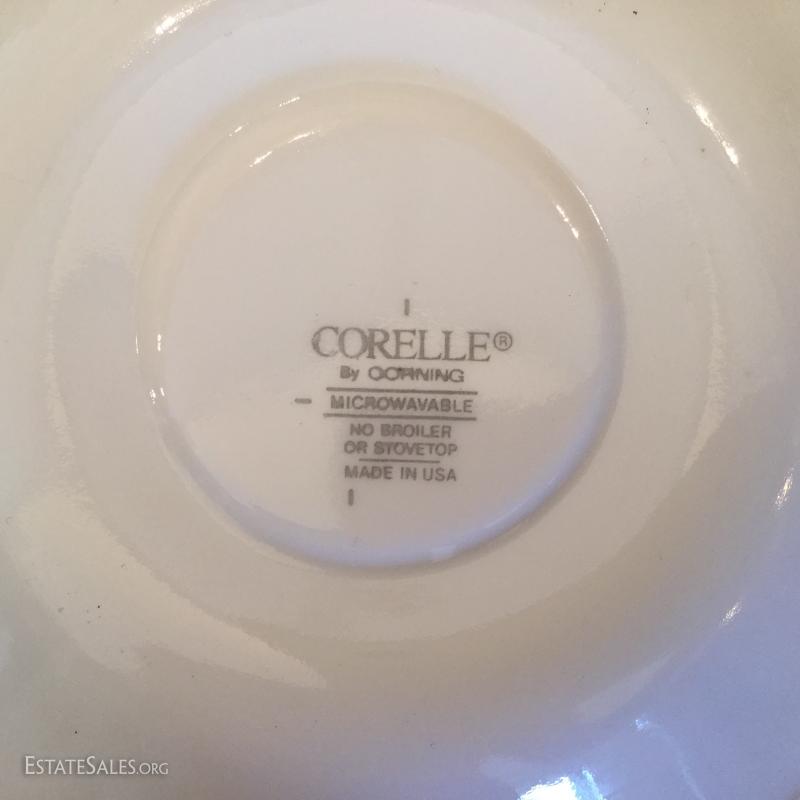 CORELLE®
By CORNING
MICROWAVABLE
NO BROILER
OR STOVETOP
MADE IN USA
ESTATESALES.ORG